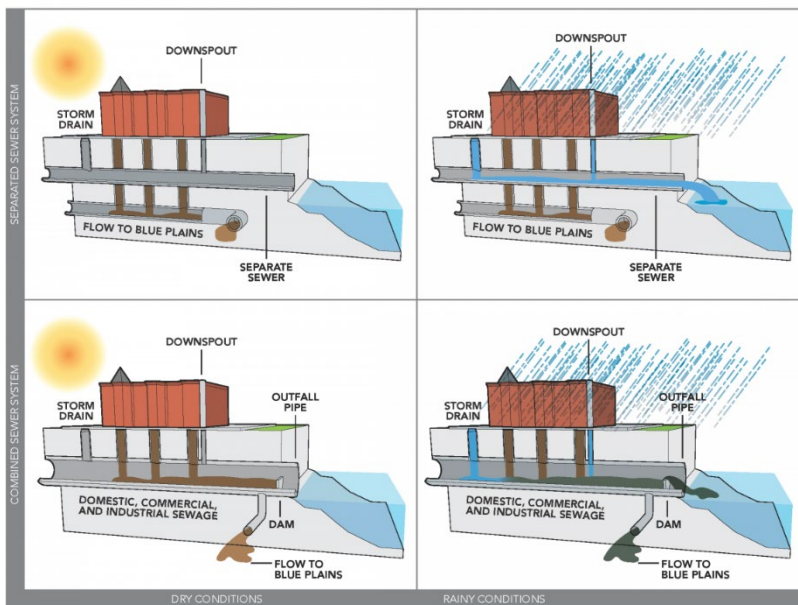 SEPARATED SEWER SYSTEM
DOWNSPOUT
STORM
DRAIN
FLOW TO BLUE PLAINS
SEPARATE
SEWER
DOWNSPOUT
STORM
DRAIN
FLOW TO BLUE PLAINS
SEPARATE
SEWER
COMBINED SEWER SYSTEM
DOWNSPOUT
STORM
DRAIN
OUTFALL
PIPE
DOMESTIC, COMMERCIAL,
AND INDUSTRIAL SEWAGE
DAM
FLOW TO
BLUE PLAINS
DOWNSPOUT
STORM
DRAIN
OUTFALL
PIPE
DOMESTIC, COMMERCIAL,
AND INDUSTRIAL SEWAGE
DAM
FLOW TO
BLUE PLAINS
DRY CONDITIONS
RAINY CONDITIONS